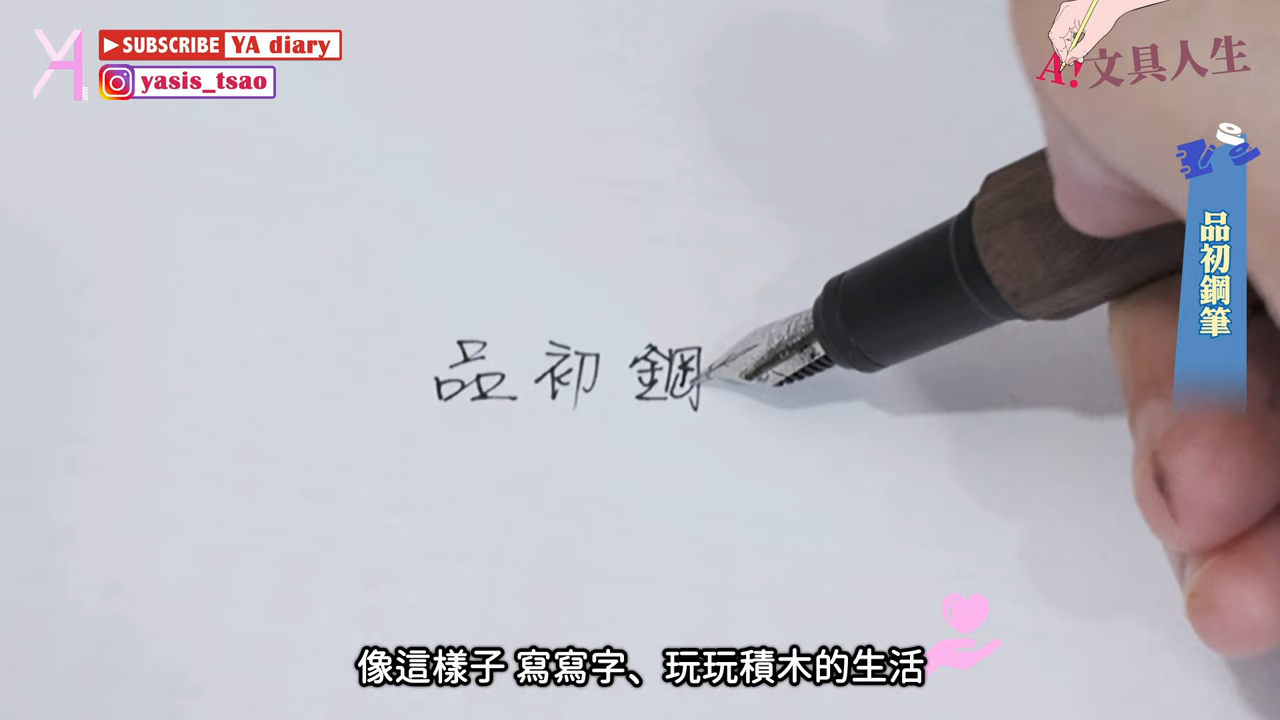 SUBSCRIBE YA diary
yasis_tsao
A!文具人生
品初鋼筆
品初鋼
像這樣子 寫寫字、玩玩積木的生活